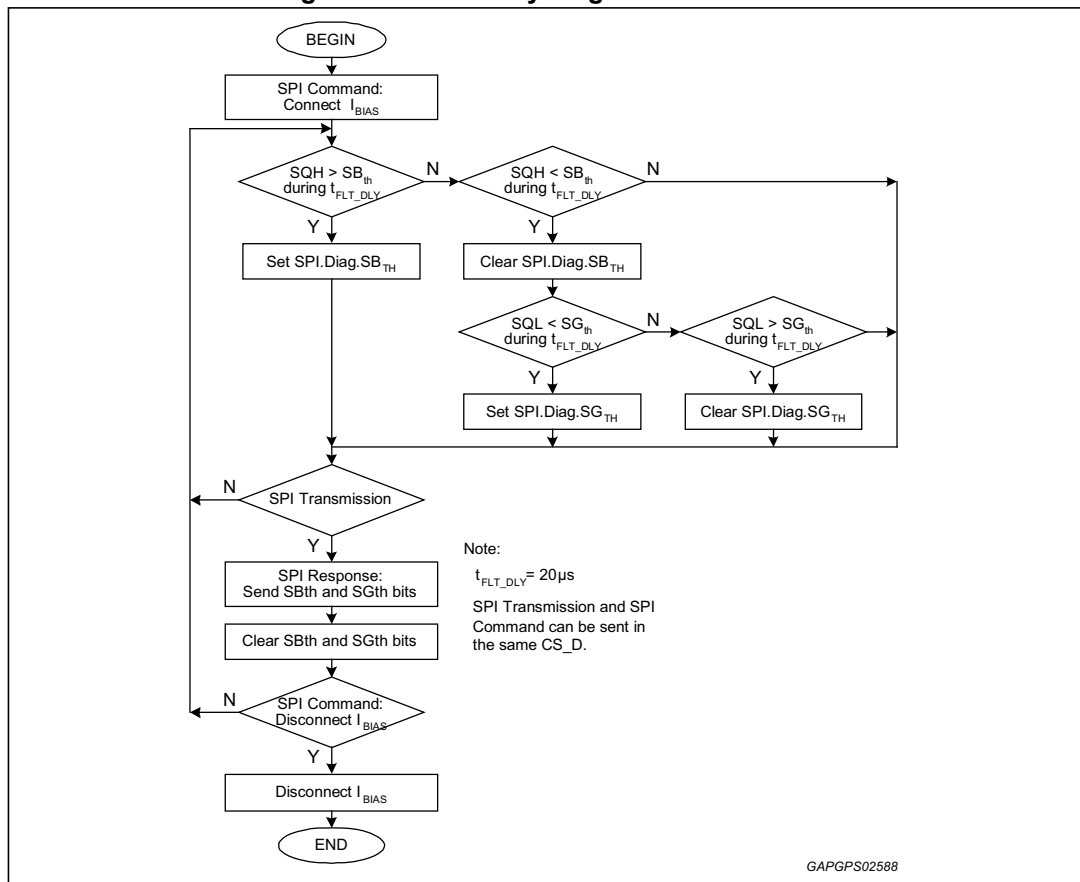 BEGIN
SPI Command:
Connect I_BIAS
SQH > SB_th
during t_FLT_DLY
N
SQH < SB_th
during t_FLT_DLY
N
Y
Y
Set SPI.Diag.SB_TH
Clear SPI.Diag.SB_TH
SQL < SG_th
during t_FLT_DLY
N
SQL > SG_th
during t_FLT_DLY
Y
Y
Set SPI.Diag.SG_TH
Clear SPI.Diag.SG_TH
N
SPI Transmission
Y
SPI Response:
Send SBth and SGth bits
Clear SBth and SGth bits
Note:
t_FLT_DLY= 20µs
SPI Transmission and SPI
Command can be sent in
the same CS_D.
N
SPI Command:
Disconnect I_BIAS
Y
Disconnect I_BIAS
END
GAPGPS02588